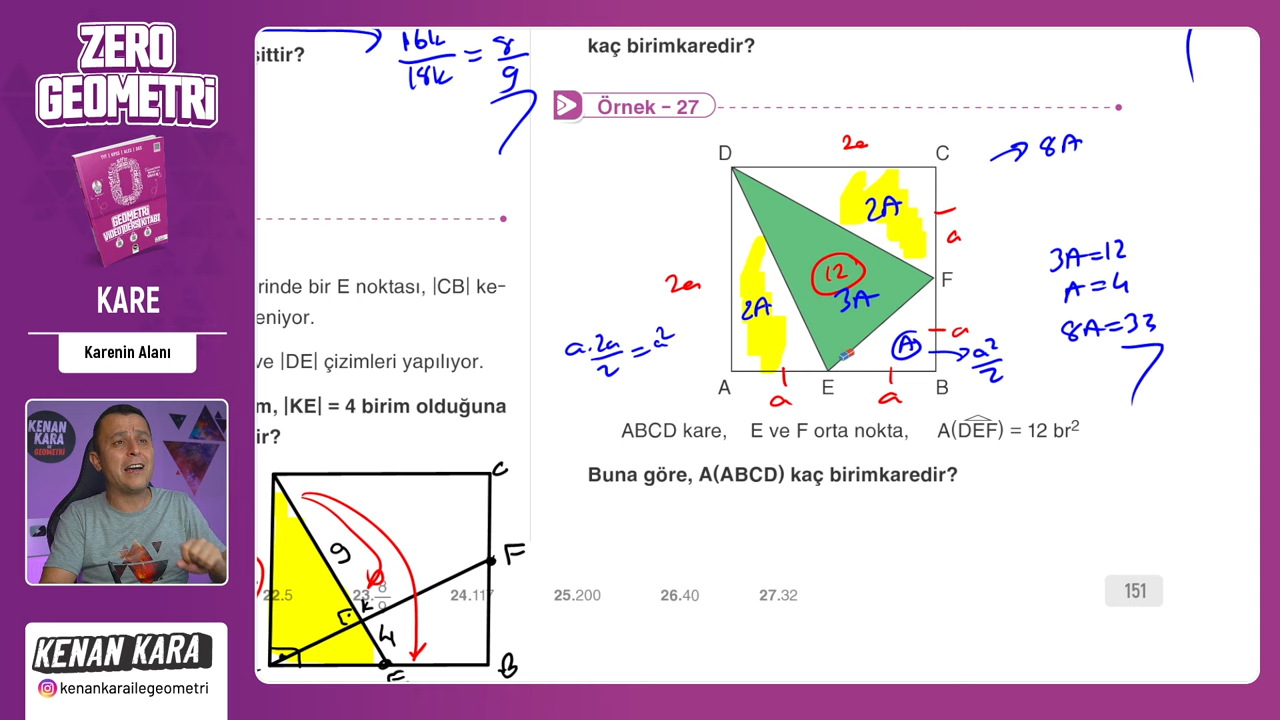 ZERO
GEOMETRİ
GEOMETRİ
VİDEO DERS KİTABI
KARE
Karenin Alanı
KENAN
KARA
GEOMETRİ
KENAN KARA
kenankarailegeometri
sittir?
16k/18k = 8/9
rinde bir E noktası, |CB| ke-
eniyor.
ve |DE| çizimleri yapılıyor.
m, |KE| = 4 birim olduğuna
ir?
C
9
F
K
4
E
B
kaç birimkaredir?
Örnek - 27
D
2a
C
→ 8A
2A
a
2a
12
3A
F
2A
A
a
a.2a/2 = a²
→ a²/2
A
E
B
a
a
3A=12
A=4
8A=33
ABCD kare, E ve F orta nokta, A(DEF) = 12 br²
Buna göre, A(ABCD) kaç birimkaredir?
22.5 23. 8/9 24.117 25.200 26.40 27.32
151